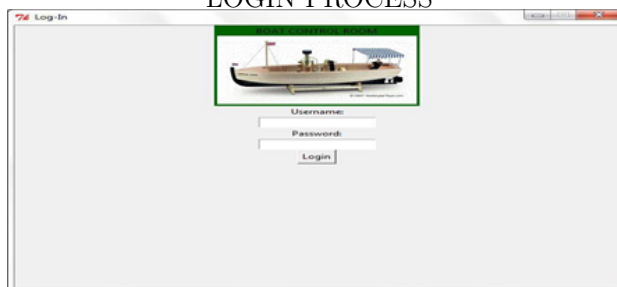 LOGIN PROCESS
Log-In
BOAT CONTROL ROOM
Username:
Password:
Login